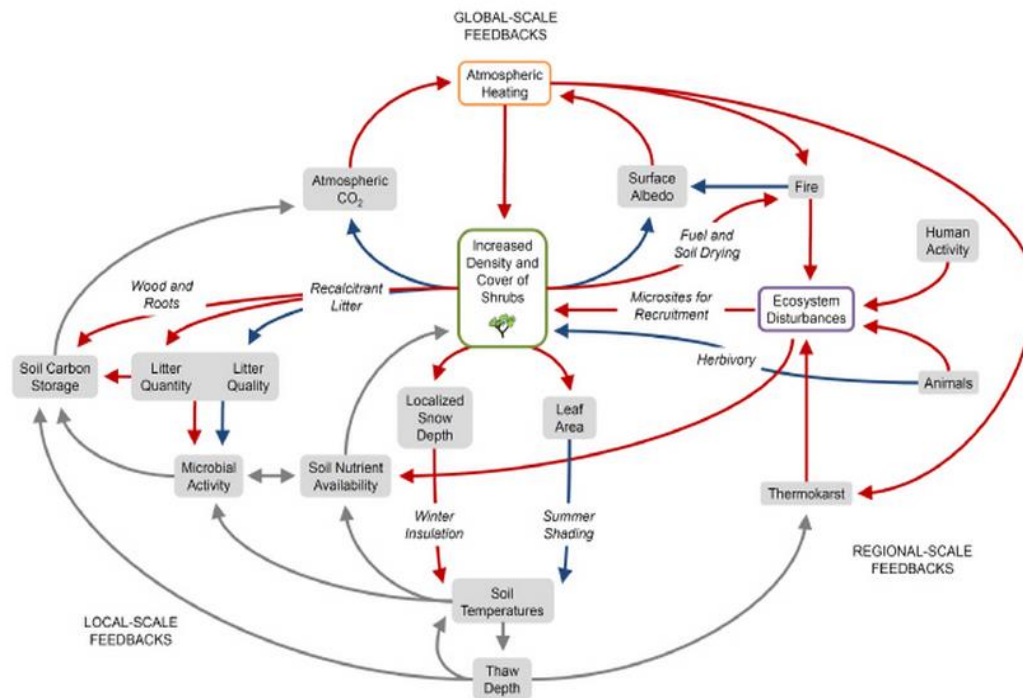 GLOBAL-SCALE
FEEDBACKS
Atmospheric
Heating
Atmospheric
CO₂
Surface
Albedo
Fire
Human
Activity
Increased
Density and
Cover of
Shrubs
Fuel and
Soil Drying
Wood and
Roots
Recalcitrant
Litter
Microsites for
Recruitment
Ecosystem
Disturbances
Herbivory
Animals
Soil Carbon
Storage
Litter
Quantity
Litter
Quality
Localized
Snow
Depth
Leaf
Area
Microbial
Activity
Soil Nutrient
Availability
Thermokarst
Winter
Insulation
Summer
Shading
REGIONAL-SCALE
FEEDBACKS
Soil
Temperatures
LOCAL-SCALE
FEEDBACKS
Thaw
Depth